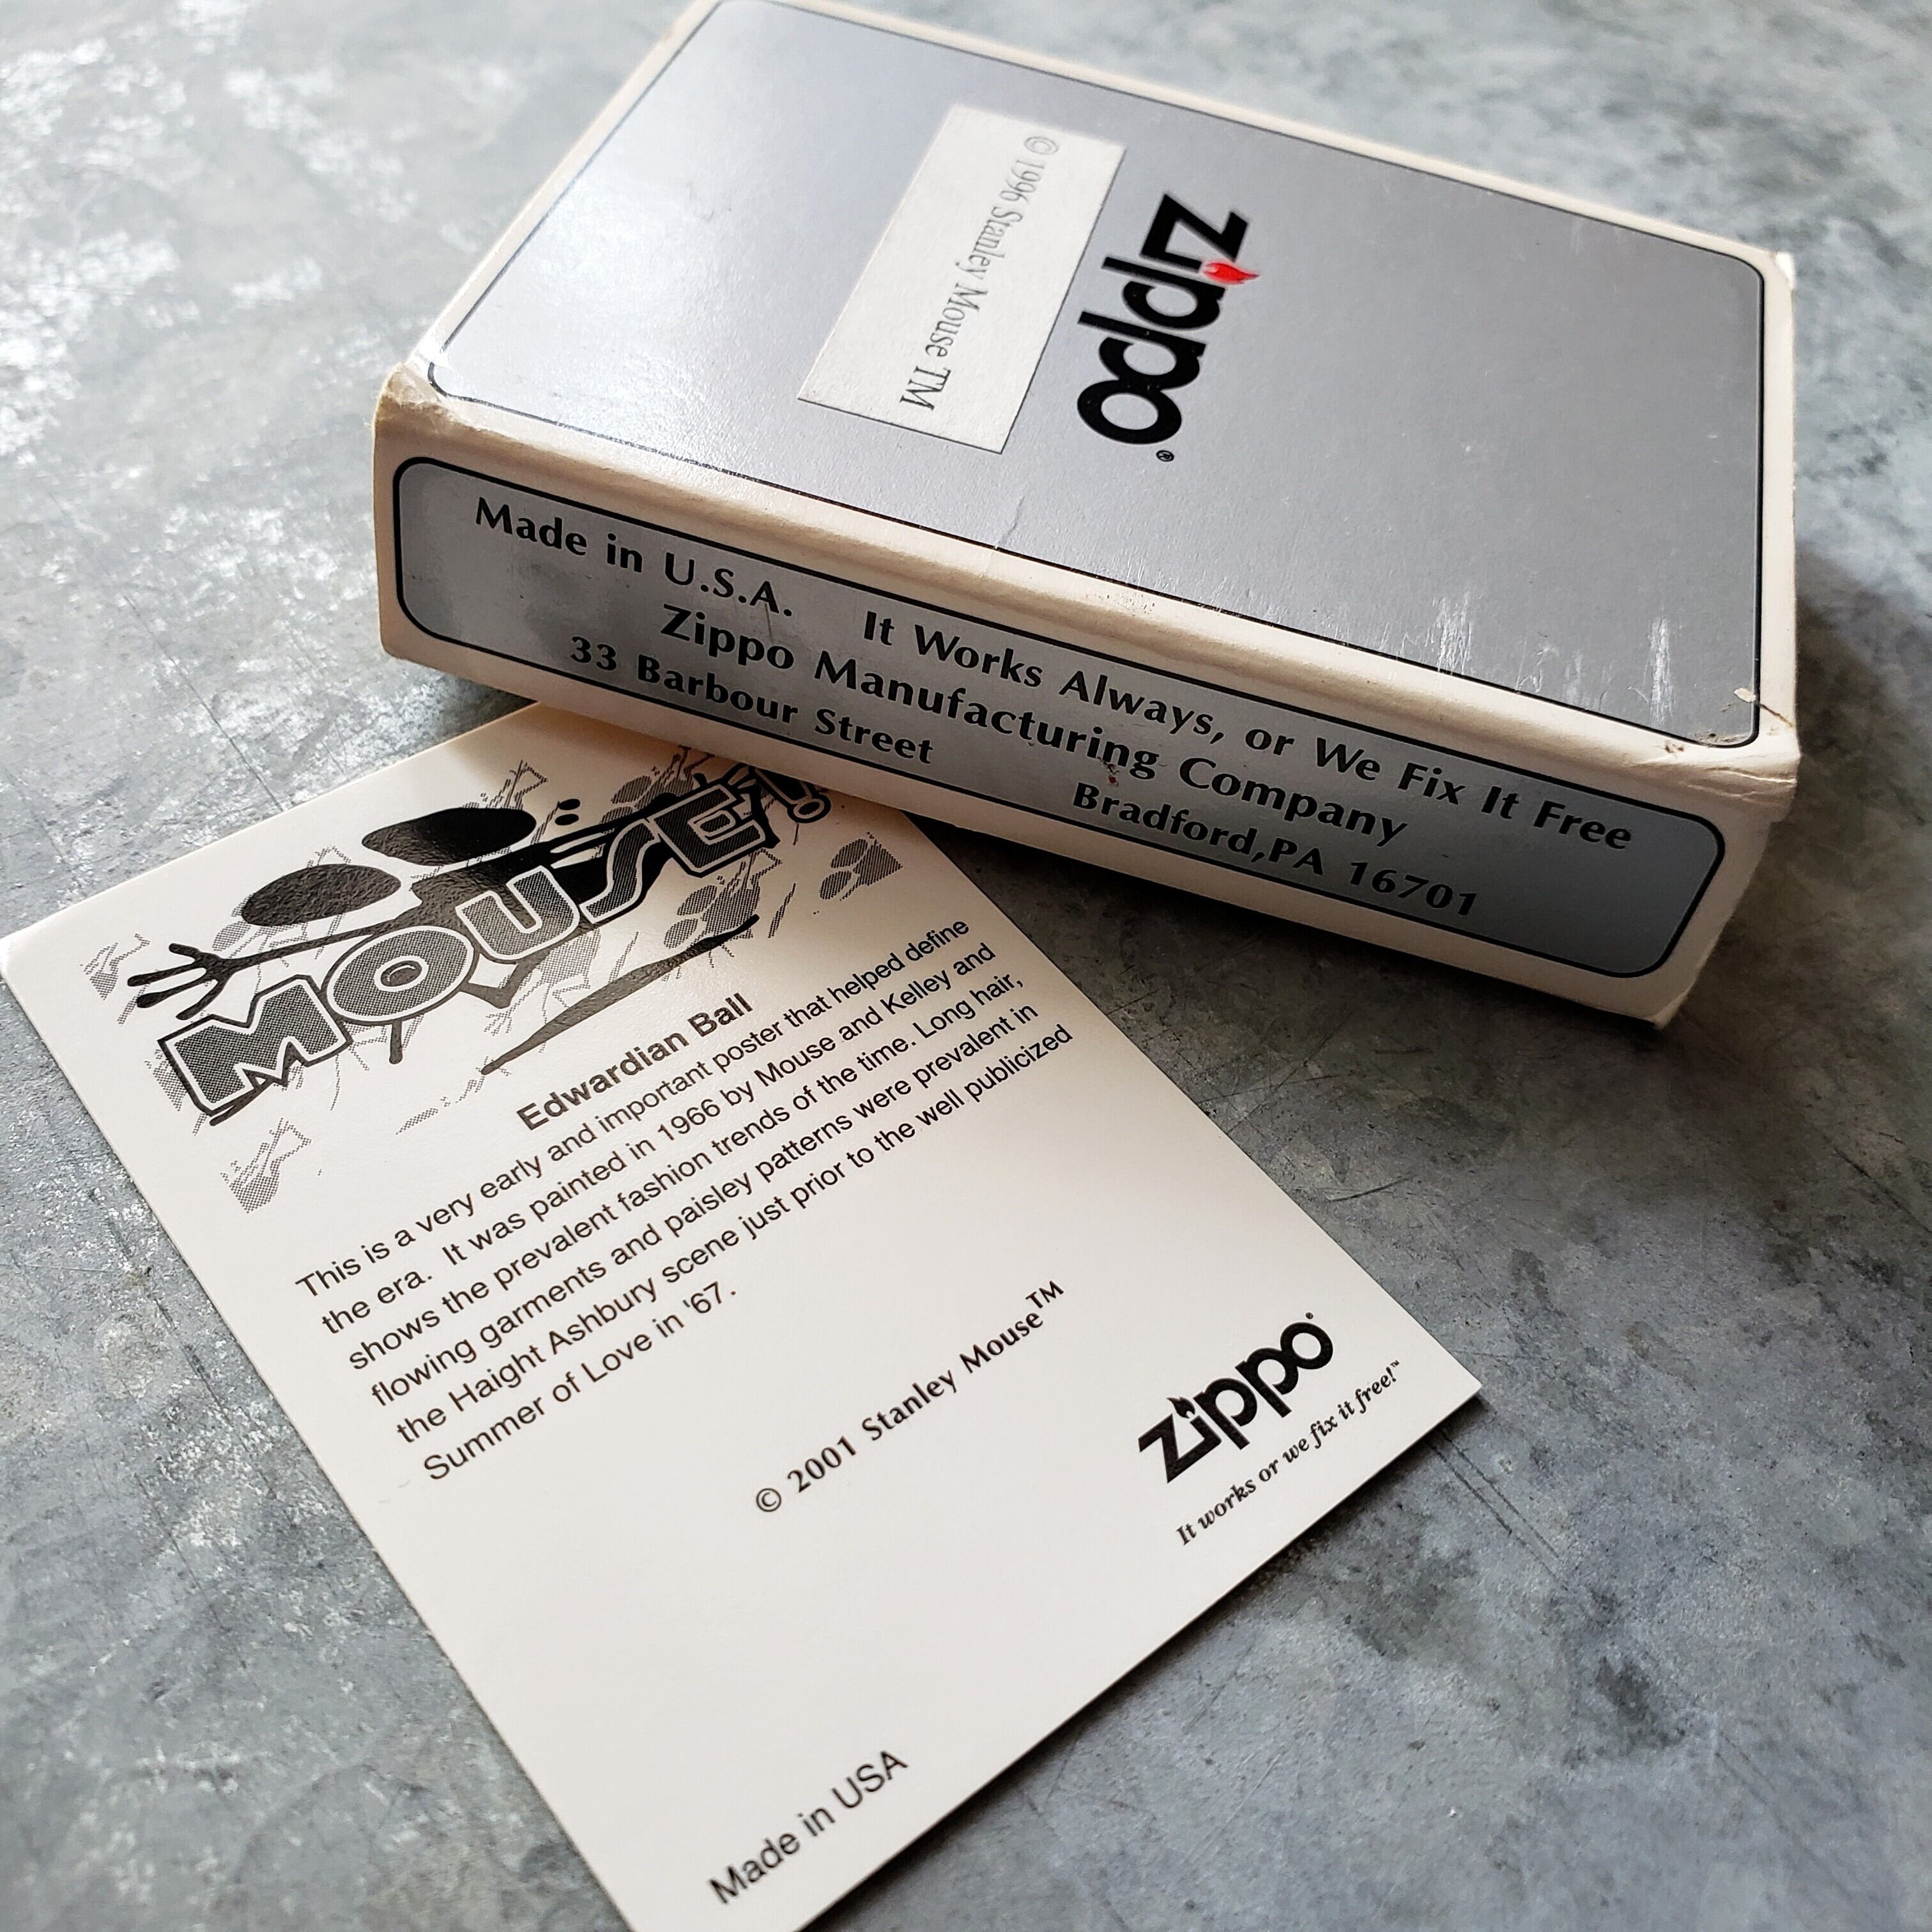 © 1996 Stanley Mouse TM
zippo®
Made in U.S.A. It Works Always, or We Fix It Free
Zippo Manufacturing Company
33 Barbour Street Bradford,PA 16701
MOUSE!
Edwardian Ball
This is a very early and important poster that helped define
the era. It was painted in 1966 by Mouse and Kelley and
shows the prevalent fashion trends of the time. Long hair,
flowing garments and paisley patterns were prevalent in
the Haight Ashbury scene just prior to the well publicized
Summer of Love in '67.
© 2001 Stanley Mouse™
zippo®
It works or we fix it free!™
Made in USA